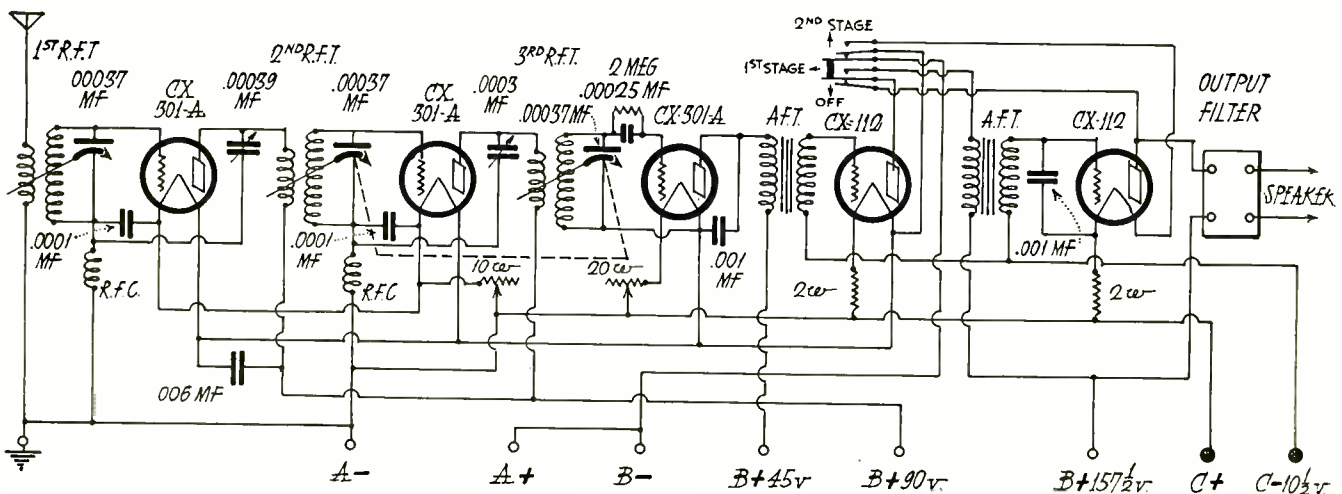 1ST R.F.T.
.00037
MF
CX
301-A
.00039
MF
2ND R.F.T.
.00037
MF
CX
301-A
.0003
MF
3RD R.F.T.
.00037 MF
2 MEG
.00025 MF
CX-301-A
A.F.T.
CX-112
2ND STAGE
1ST STAGE
OFF
A.F.T.
CX-112
OUTPUT
FILTER
SPEAKER
.0001
MF
R.F.C.
.0001
MF
R.F.C.
10 ω
20 ω
.001
MF
2 ω
.001 MF
2 ω
.006 MF
A-
A+
B-
B+45v
B+90v.
B+157½v.
C+
C-10½v